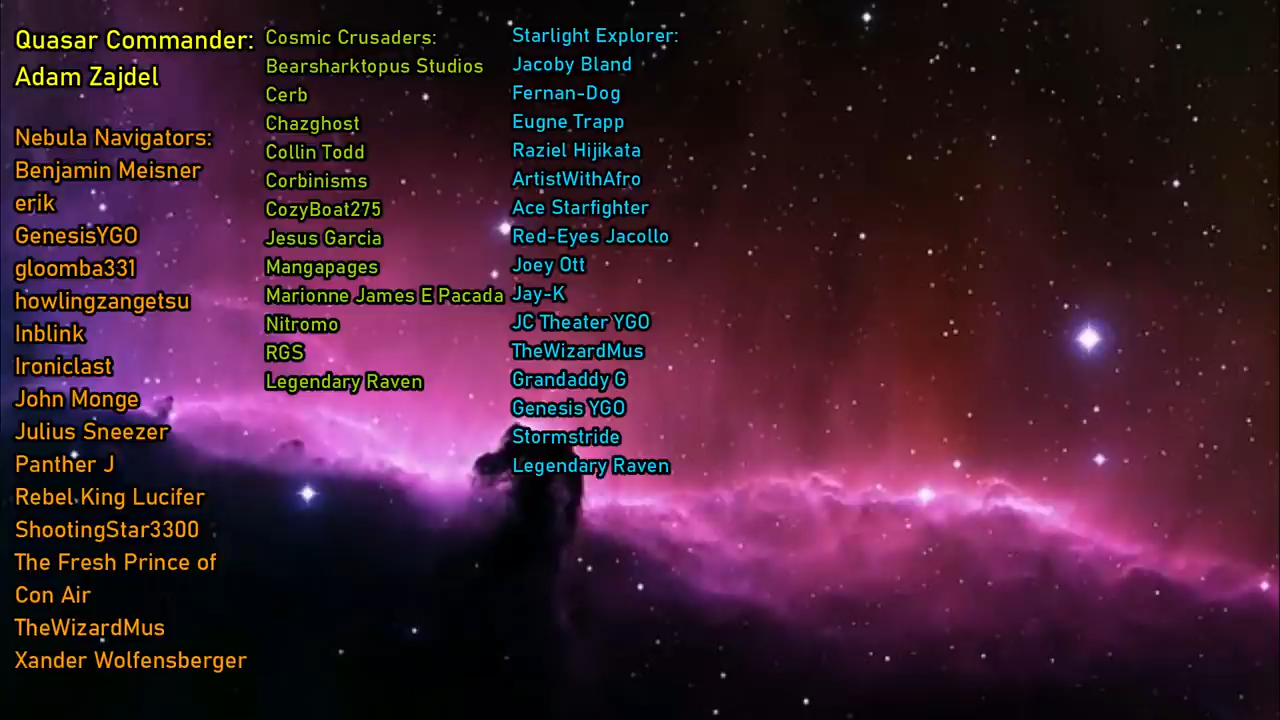 Quasar Commander:
Adam Zajdel
Nebula Navigators:
Benjamin Meisner
erik
GenesisYGO
gloomba331
howlingzangetsu
Inblink
Ironiclast
John Monge
Julius Sneezer
Panther J
Rebel King Lucifer
ShootingStar3300
The Fresh Prince of
Con Air
TheWizardMus
Xander Wolfensberger
Cosmic Crusaders:
Bearsharktopus Studios
Cerb
Chazghost
Collin Todd
Corbinisms
CozyBoat275
Jesus Garcia
Mangapages
Marionne James E Pacada
Nitromo
RGS
Legendary Raven
Starlight Explorer:
Jacoby Bland
Fernan-Dog
Eugne Trapp
Raziel Hijikata
ArtistWithAfro
Ace Starfighter
Red-Eyes Jacollo
Joey Ott
Jay-K
JC Theater YGO
TheWizardMus
Grandaddy G
Genesis YGO
Stormstride
Legendary Raven